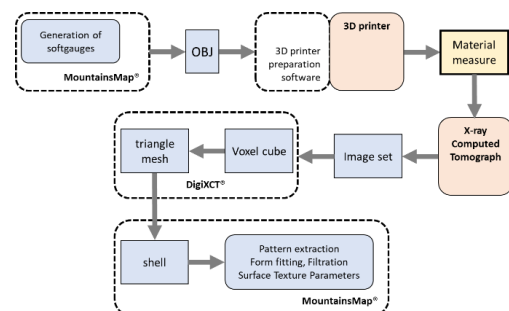 Generation of
softgauges
MountainsMap®
OBJ
3D printer
preparation
software
3D printer
Material
measure
X-ray
Computed
Tomograph
Image set
Voxel cube
triangle
mesh
DigiXCT®
shell
Pattern extraction
Form fitting, Filtration
Surface Texture Parameters
MountainsMap®